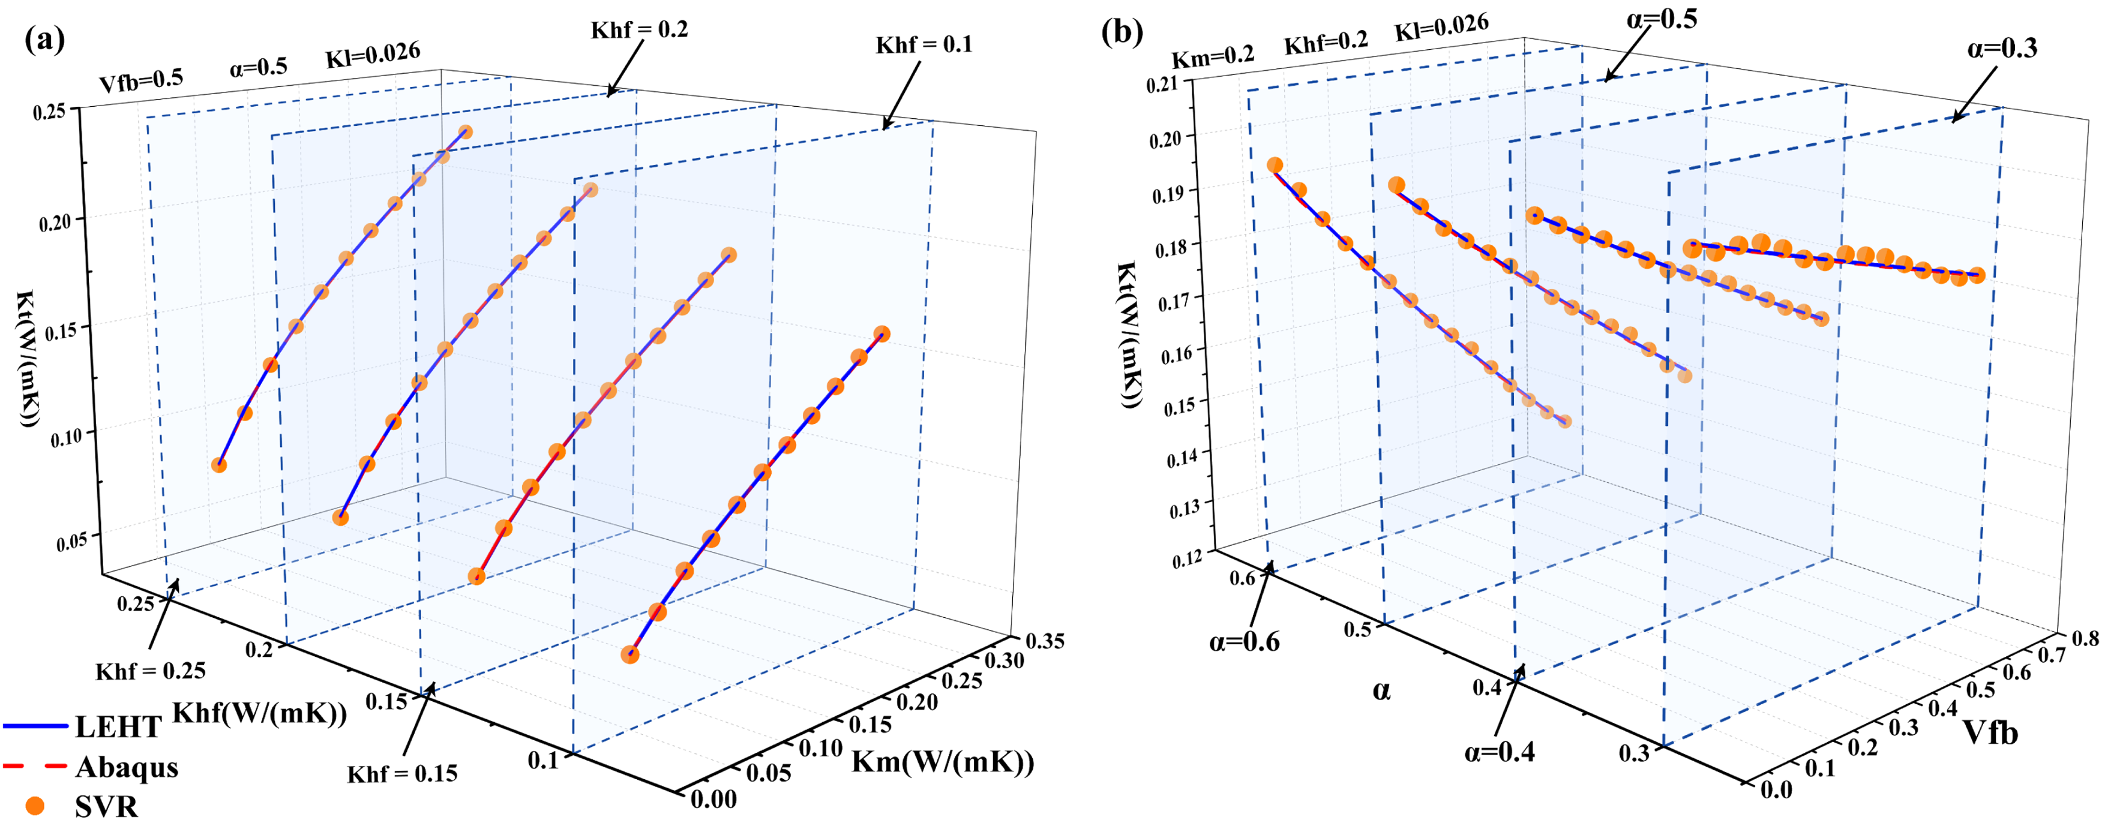 (a)
Vfb=0.5
α=0.5
Kl=0.026
Khf = 0.2
Khf = 0.1
0.25
0.20
0.15
0.10
0.05
Kt(W/(mK))
0.25
0.2
0.15
0.1
Khf = 0.25
Khf = 0.15
Khf(W/(mK))
0.00
0.05
0.10
0.15
0.20
0.25
0.30
0.35
Km(W/(mK))
LEHT
Abaqus
SVR
(b)
Km=0.2
Khf=0.2
Kl=0.026
α=0.5
α=0.3
0.21
0.20
0.19
0.18
0.17
0.16
0.15
0.14
0.13
0.12
Kt(W/(mK))
0.6
0.5
0.4
0.3
α=0.6
α=0.4
α
0.0
0.1
0.2
0.3
0.4
0.5
0.6
0.7
0.8
Vfb